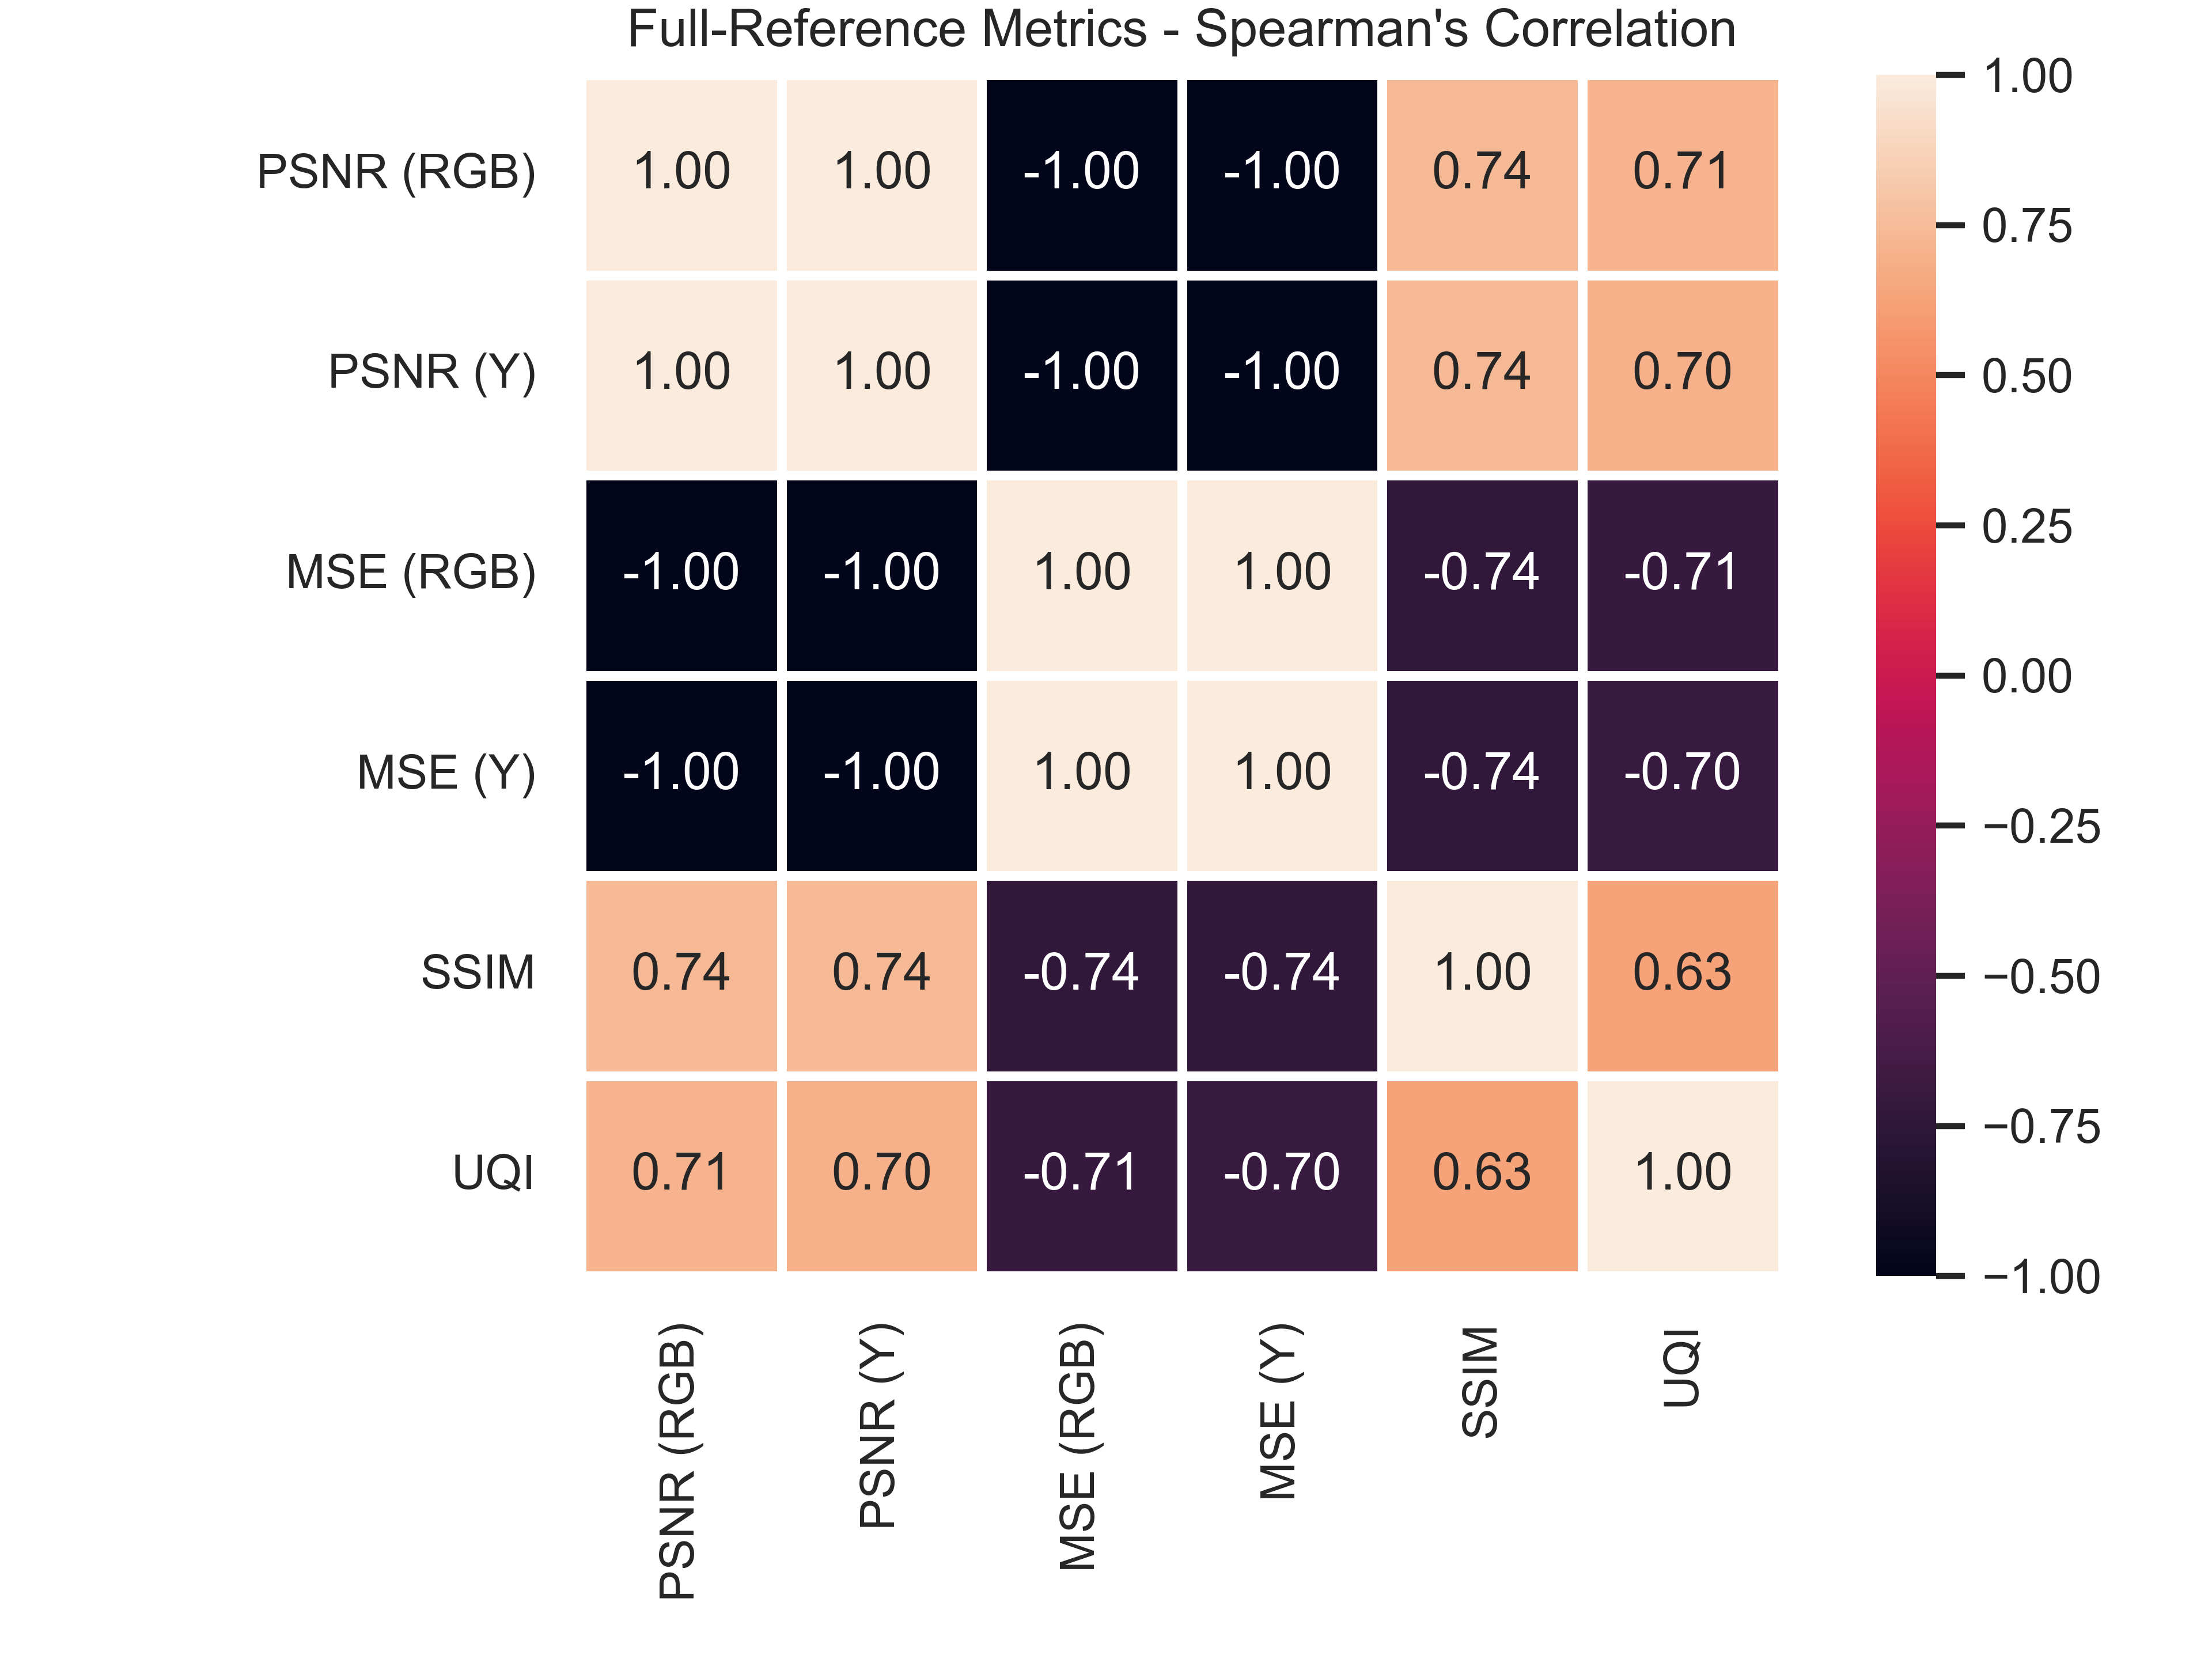 Full-Reference Metrics - Spearman's Correlation
PSNR (RGB) 1.00 1.00 -1.00 -1.00 0.74 0.71
PSNR (Y) 1.00 1.00 -1.00 -1.00 0.74 0.70
MSE (RGB) -1.00 -1.00 1.00 1.00 -0.74 -0.71
MSE (Y) -1.00 -1.00 1.00 1.00 -0.74 -0.70
SSIM 0.74 0.74 -0.74 -0.74 1.00 0.63
UQI 0.71 0.70 -0.71 -0.70 0.63 1.00
PSNR (RGB) PSNR (Y) MSE (RGB) MSE (Y) SSIM UQI
1.00
0.75
0.50
0.25
0.00
−0.25
−0.50
−0.75
−1.00